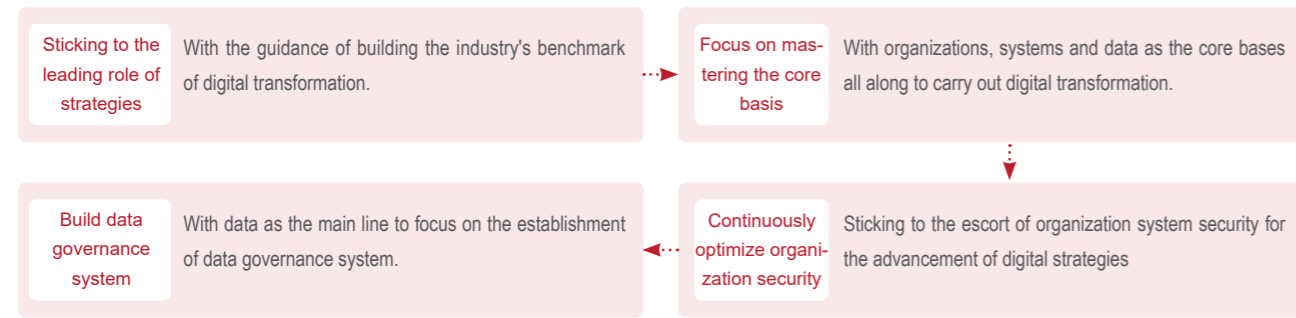 Sticking to the
leading role of
strategies
With the guidance of building the industry's benchmark
of digital transformation.
Focus on mas-
tering the core
basis
With organizations, systems and data as the core bases
all along to carry out digital transformation.
Continuously
optimize organi-
zation security
Sticking to the escort of organization system security for
the advancement of digital strategies
Build data
governance
system
With data as the main line to focus on the establishment
of data governance system.